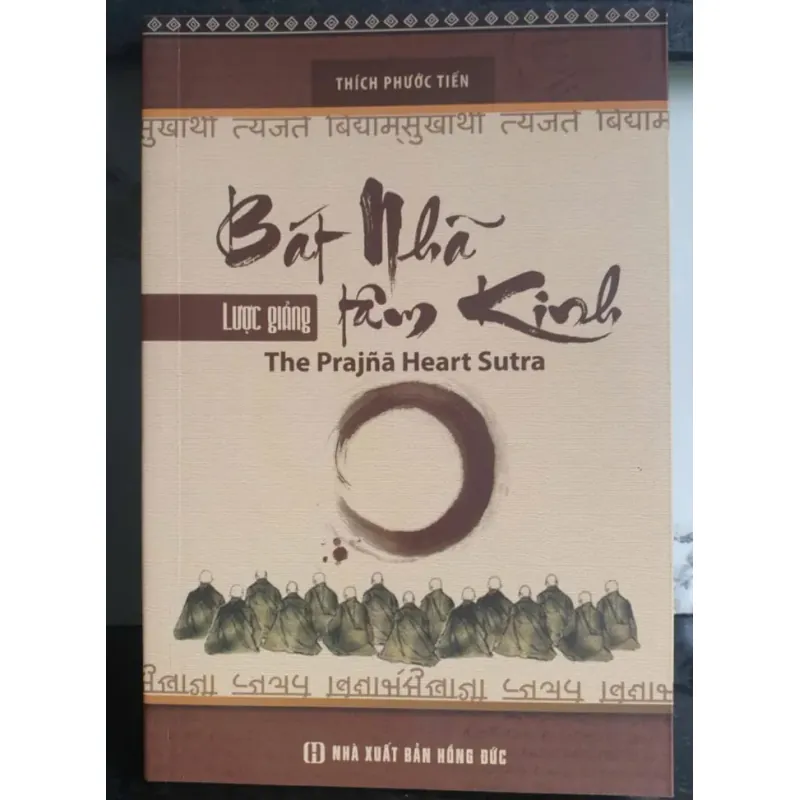 THÍCH PHƯỚC TIẾN
सुखार्थी त्यजते विद्याम्सुखार्थी त्यजते विद्याम
Bát Nhã
Lược giảng tâm Kinh
The Prajñā Heart Sutra
NHÀ XUẤT BẢN HỒNG ĐỨC